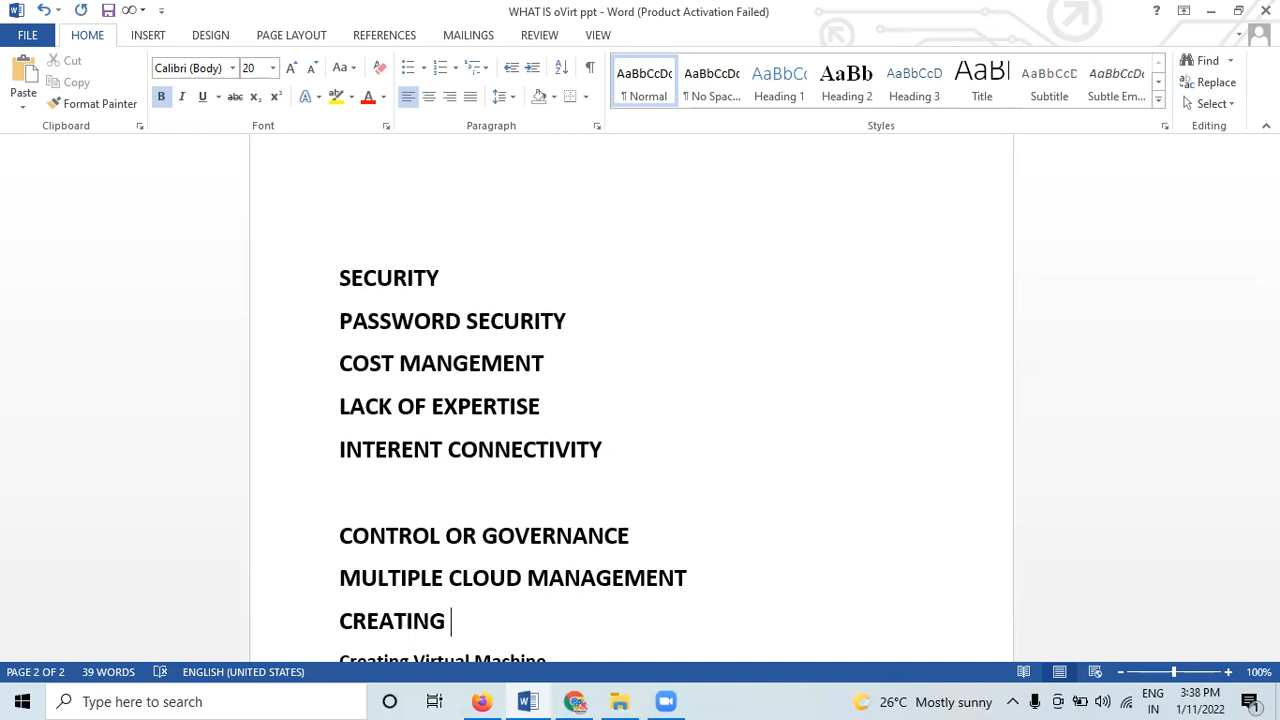 WHAT IS oVirt ppt - Word (Product Activation Failed)
FILE HOME INSERT DESIGN PAGE LAYOUT REFERENCES MAILINGS REVIEW VIEW
Paste
Cut
Copy
Format Painter
Clipboard
Calibri (Body) 20
Font
Paragraph
AaBbCcDc AaBbCcDc AaBbCc AaBb AaBbCcD AaBbCcD AaBbCcDc
¶ Normal ¶ No Spac... Heading 1 Heading 2 Heading 3 Title Subtitle Subtle Em...
Styles
Find
Replace
Select
Editing
SECURITY
PASSWORD SECURITY
COST MANGEMENT
LACK OF EXPERTISE
INTERENT CONNECTIVITY
CONTROL OR GOVERNANCE
MULTIPLE CLOUD MANAGEMENT
CREATING
Creating Virtual Machine
PAGE 2 OF 2 39 WORDS ENGLISH (UNITED STATES) 100%
Type here to search
26°C Mostly sunny
ENG
IN
3:38 PM
1/11/2022